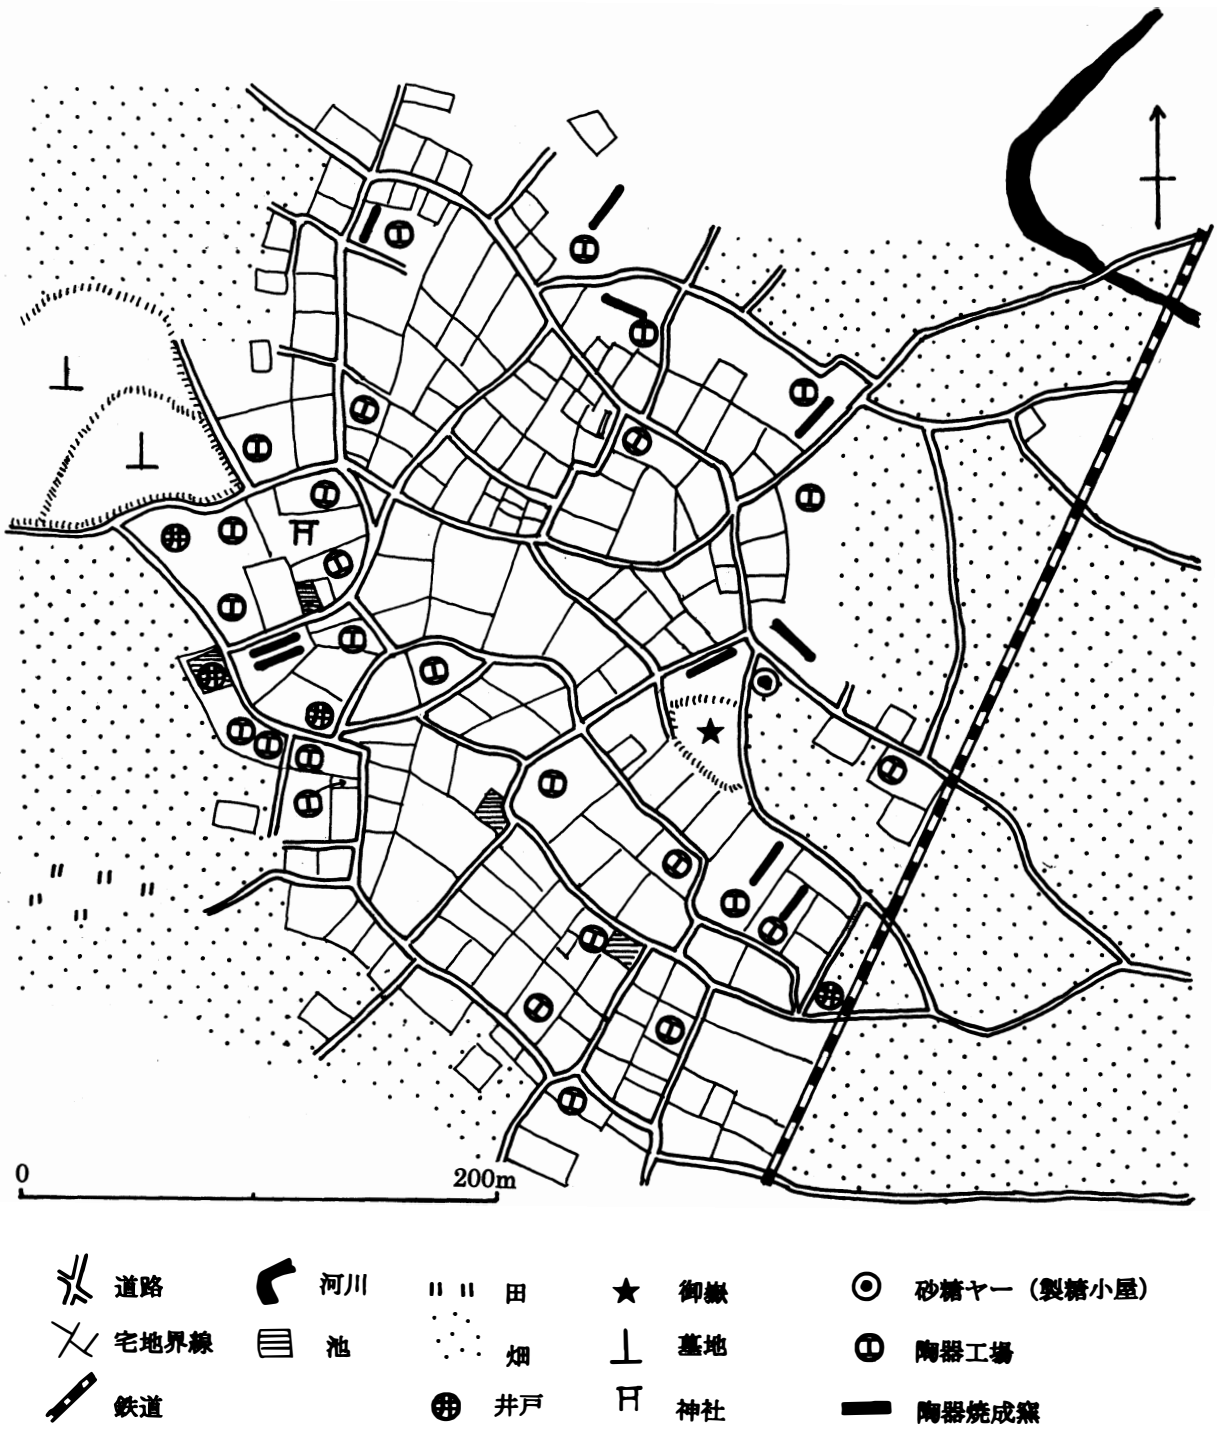 0
200m
道路
河川
田
御嶽
砂糖ヤー（製糖小屋）
宅地界線
池
畑
墓地
陶器工場
鉄道
井戸
神社
陶器焼成窯